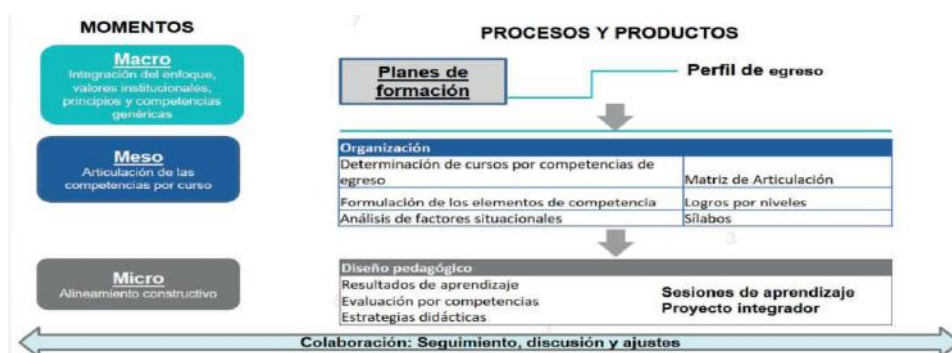 MOMENTOS
PROCESOS Y PRODUCTOS
Macro
Integración del enfoque,
valores institucionales,
principios y competencias
genéricas
Planes de
formación
Perfil de egreso
Meso
Articulación de las
competencias por curso
Organización
Determinación de cursos por competencias de
egreso
Matriz de Articulación
Formulación de los elementos de competencia
Logros por niveles
Análisis de factores situacionales
Sílabos
Micro
Alineamiento constructivo
Diseño pedagógico
Resultados de aprendizaje
Evaluación por competencias
Estrategias didácticas
Sesiones de aprendizaje
Proyecto integrador
Colaboración: Seguimiento, discusión y ajustes